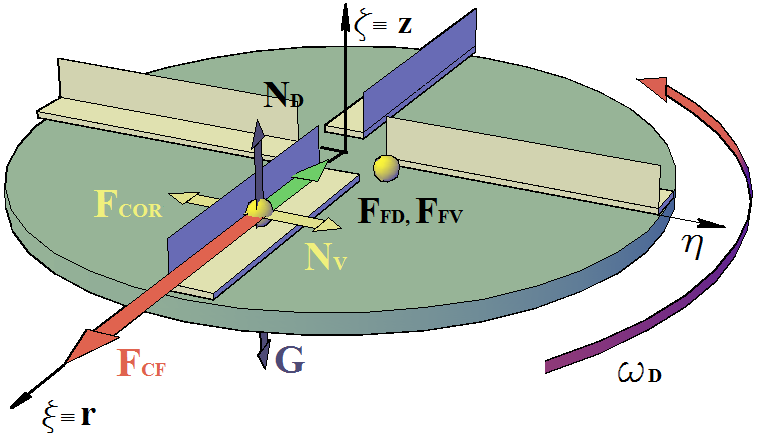 ζ ≡ z
N_D
F_COR
F_FD, F_FV
N_V
η
F_CF
G
ω_D
ξ ≡ r